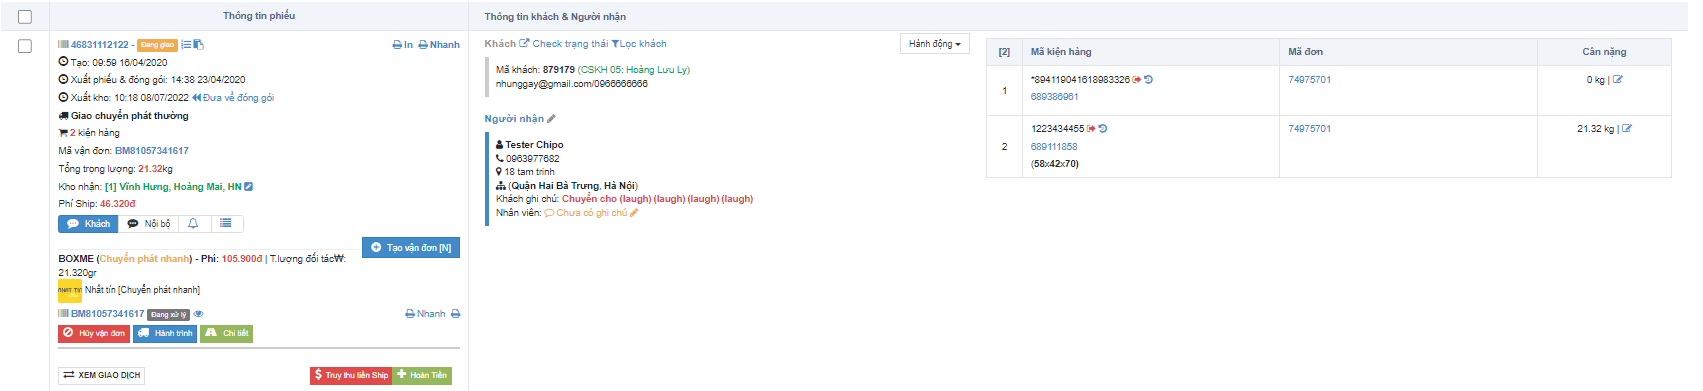 Thông tin phiếu
Thông tin khách & Người nhận
46831112122 - Đang giao
In Nhanh
Tạo: 09:59 16/04/2020
Xuất phiếu & đóng gói: 14:38 23/04/2020
Xuất kho: 10:18 08/07/2022 Đưa về đóng gói
Giao chuyển phát thường
2 kiện hàng
Mã vận đơn: BM81057341617
Tổng trọng lượng: 21.32kg
Kho nhận: [1] Vĩnh Hưng, Hoàng Mai, HN
Phí Ship: 46.320đ
Khách Nội bộ
Tạo vận đơn [N]
BOXME (Chuyển phát nhanh) - Phí: 105.900đ | T.lượng đối tác₩:
21.320gr
Nhất tín [Chuyển phát nhanh]
BM81057341617 Đang xử lý
Nhanh
Hủy vận đơn Hành trình Chi tiết
XEM GIAO DỊCH
Truy thu tiền Ship Hoàn Tiền
Khách Check trạng thái Lọc khách
Hành động
Mã khách: 879179 (CSKH 05: Hoàng Lưu Ly)
nhunggay@gmail.com/0966666666
Người nhận
Tester Chipo
0963977682
18 tam trinh
(Quận Hai Bà Trưng, Hà Nội)
Khách ghi chú: Chuyển cho (laugh) (laugh) (laugh) (laugh)
Nhân viên: Chưa có ghi chú
[2] Mã kiện hàng Mã đơn Cân nặng
1 *894119041618983326 74975701 0 kg |
689386961
2 1223434455 74975701 21.32 kg |
689111858
(58x42x70)